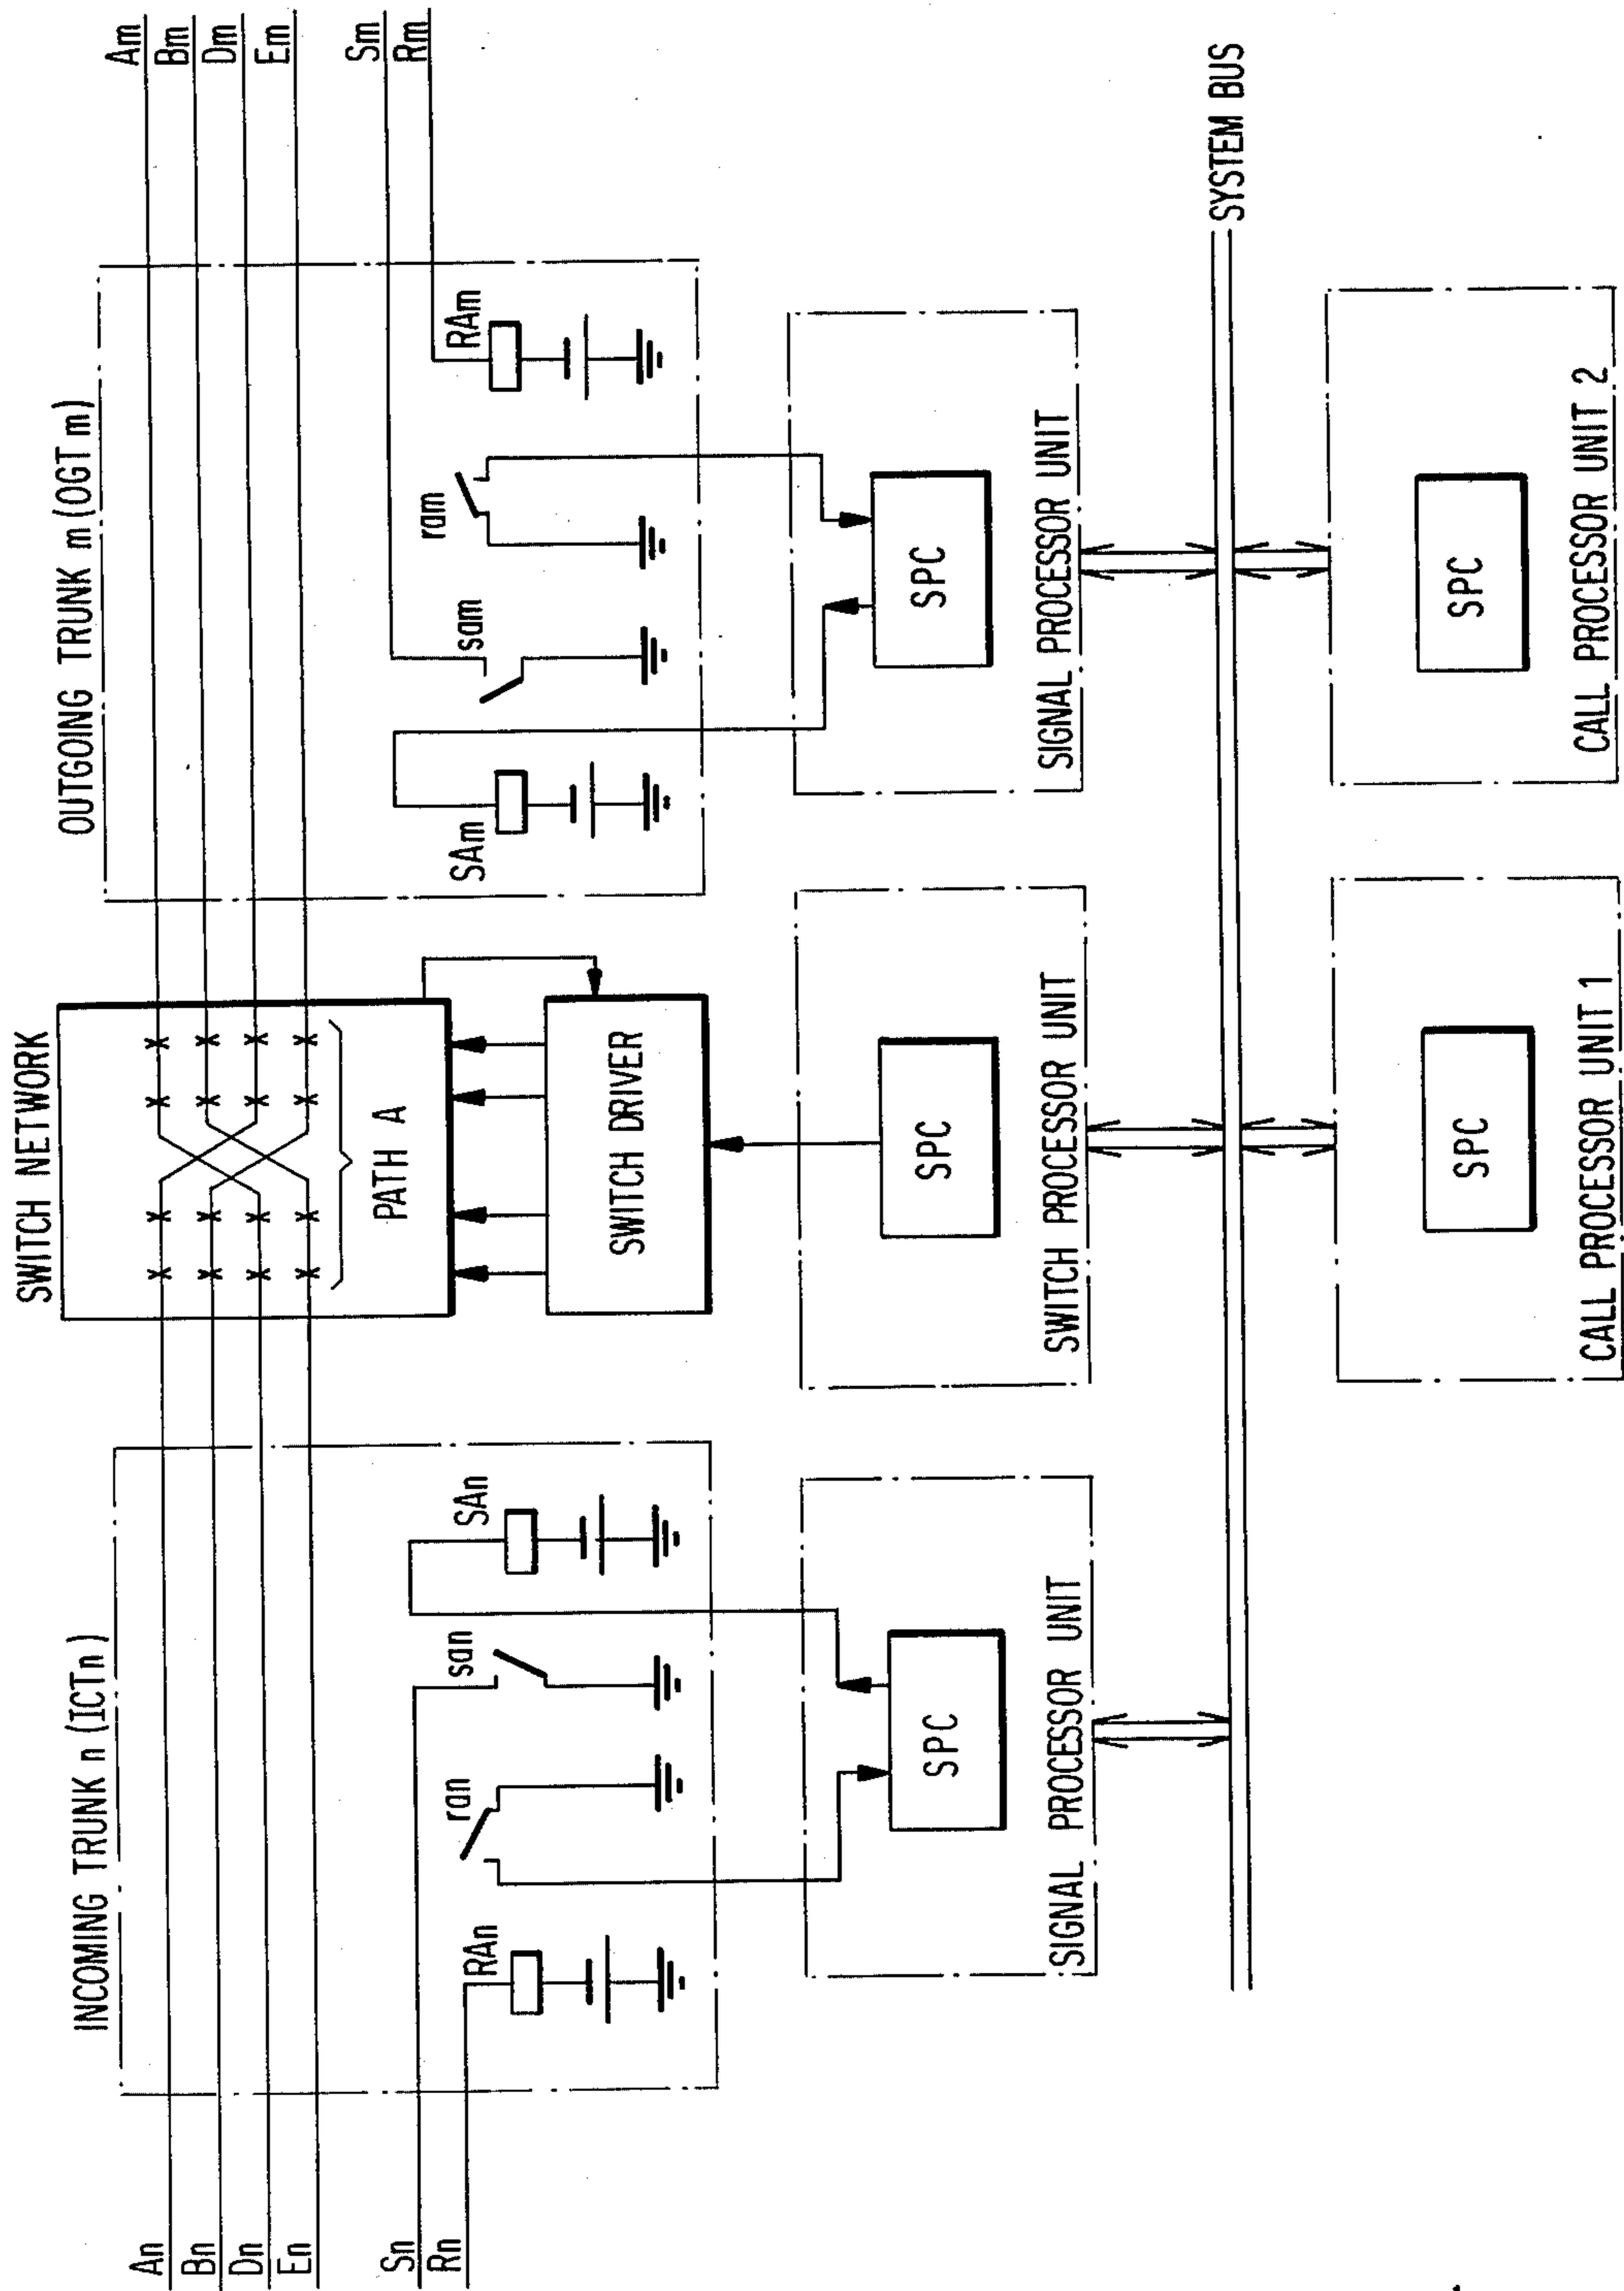 SWITCH NETWORK
INCOMING TRUNK n (ICTn)
OUTGOING TRUNK m (OGT m)
An
Bn
Dn
En
Sn
Rn
Am
Bm
Dm
Em
Sm
Rm
PATH A
SWITCH DRIVER
RAn
ran
san
SAn
SAm
sam
ram
RAm
SPC
SIGNAL PROCESSOR UNIT
SPC
SWITCH PROCESSOR UNIT
SPC
SIGNAL PROCESSOR UNIT
SYSTEM BUS
SPC
CALL PROCESSOR UNIT 1
SPC
CALL PROCESSOR UNIT 2